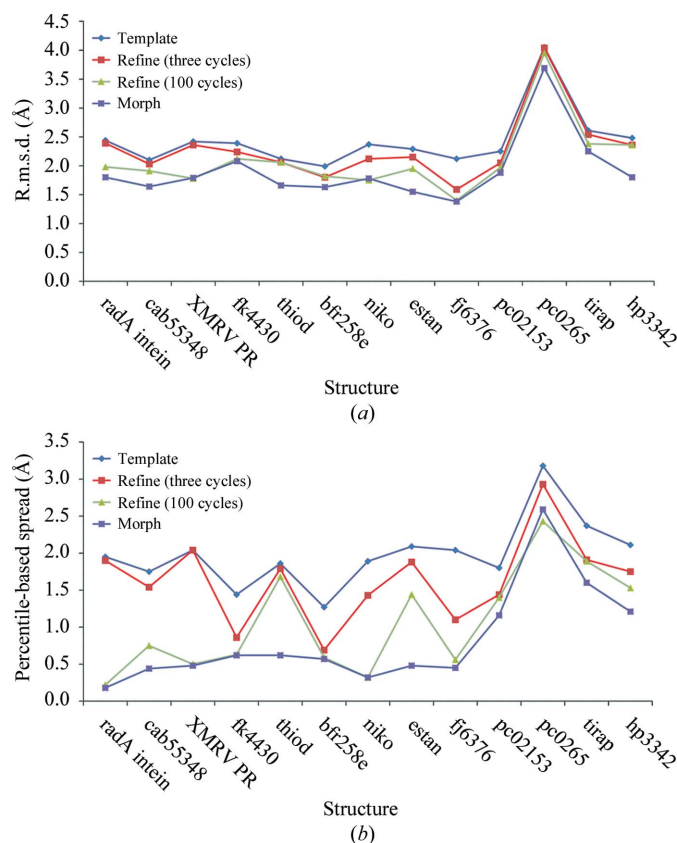 4.5
4.0
3.5
3.0
2.5
2.0
1.5
1.0
0.5
0.0
R.m.s.d. (Å)
Template
Refine (three cycles)
Refine (100 cycles)
Morph
radA intein
cab55348
XMRV PR
fk4430
thiod
bfr258e
niko
estan
fj6376
pc02153
pc0265
tirap
hp3342
Structure
(a)
3.5
3.0
2.5
2.0
1.5
1.0
0.5
0.0
Percentile-based spread (Å)
Template
Refine (three cycles)
Refine (100 cycles)
Morph
radA intein
cab55348
XMRV PR
fk4430
thiod
bfr258e
niko
estan
fj6376
pc02153
pc0265
tirap
hp3342
Structure
(b)